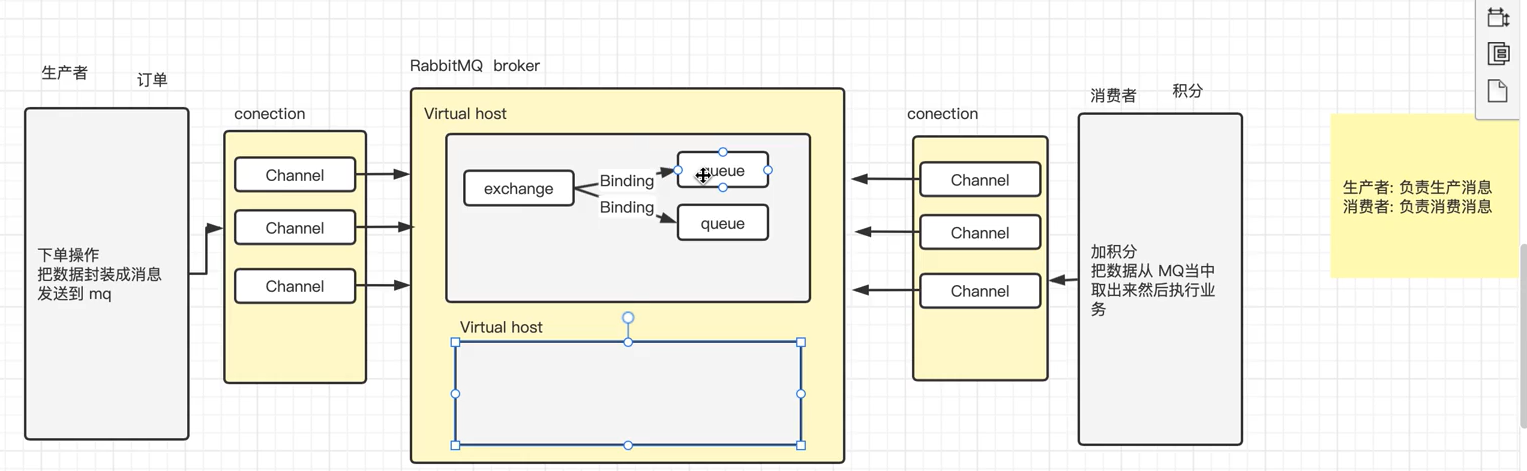 生产者
订单
下单操作
把数据封装成消息
发送到 mq
conection
Channel
Channel
Channel
RabbitMQ broker
Virtual host
exchange
Binding
Binding
queue
queue
Virtual host
conection
Channel
Channel
Channel
消费者
积分
加积分
把数据从 MQ当中
取出来然后执行业
务
生产者: 负责生产消息
消费者: 负责消费消息